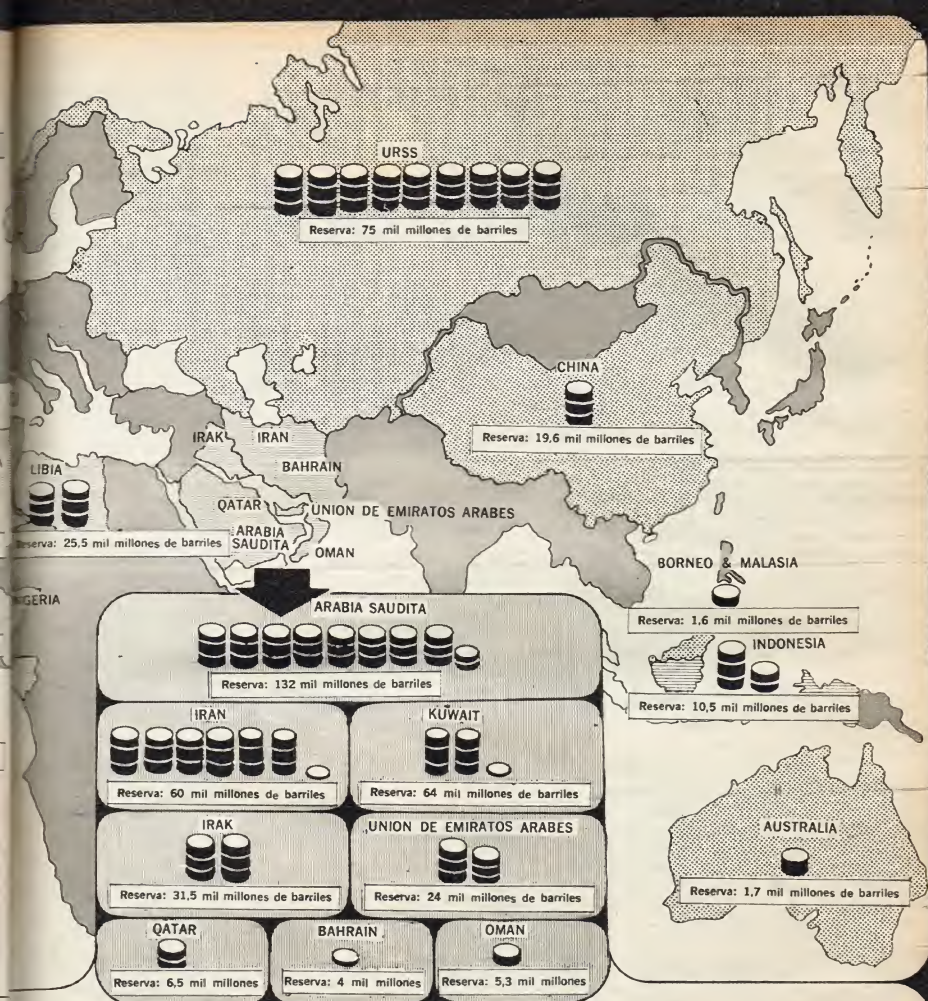 URSS
Reserva: 75 mil millones de barriles
CHINA
Reserva: 19,6 mil millones de barriles
IRAK
IRAN
LIBIA
BAHRAIN
QATAR
UNION DE EMIRATOS ARABES
Reserva: 25,5 mil millones de barriles
ARABIA
SAUDITA
OMAN
BORNEO & MALASIA
Reserva: 1,6 mil millones de barriles
INDONESIA
Reserva: 10,5 mil millones de barriles
ARABIA SAUDITA
Reserva: 132 mil millones de barriles
IRAN
Reserva: 60 mil millones de barriles
KUWAIT
Reserva: 64 mil millones de barriles
IRAK
Reserva: 31,5 mil millones de barriles
UNION DE EMIRATOS ARABES
Reserva: 24 mil millones de barriles
AUSTRALIA
Reserva: 1,7 mil millones de barriles
QATAR
Reserva: 6,5 mil millones
BAHRAIN
Reserva: 4 mil millones
OMAN
Reserva: 5,3 mil millones